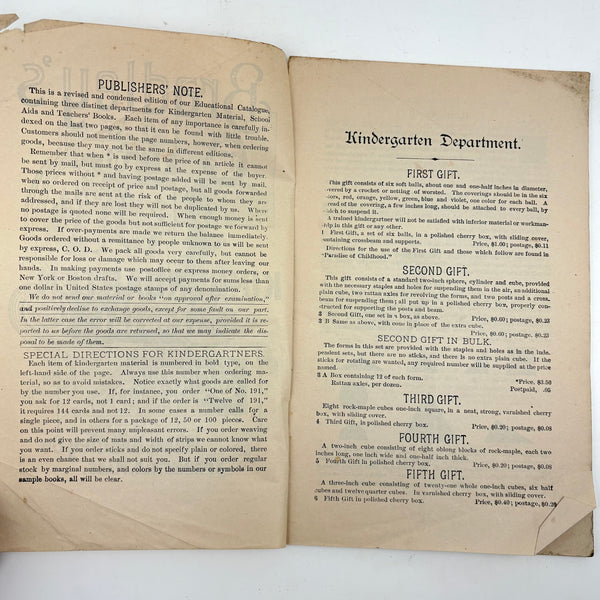 Bradley's
PUBLISHERS' NOTE.
This is a revised and condensed edition of our Educational Catalogue,
containing three distinct departments for Kindergarten Material, School
Aids and Teachers' Books. Each item of any importance is carefully in-
dexed on the last two pages, so that it can be found with little trouble.
Customers should not mention the page numbers, however, when ordering
goods, because they may not be the same in different editions.
Remember that when * is used before the price of an article it cannot
be sent by mail, but must go by express at the expense of the buyer.
Those prices without * and having postage added will be sent by mail,
when so ordered on receipt of price and postage, but all goods forwarded
through the mails are sent at the risk of the people to whom they are
addressed, and if they are lost they will not be duplicated by us. Where
no postage is quoted none will be required. When enough money is sent
to cover the price of the goods but not sufficient for postage we forward by
express. If over-payments are made we return the balance immediately.
Goods ordered without a remittance by people unknown to us will be sent
by express, C. O. D. We pack all goods very carefully, but cannot be
responsible for loss or damage which may occur to them after leaving our
hands. In making payments use postoffice or express money orders, or
New York or Boston drafts. We will accept payments for sums less than
one dollar in United States postage stamps of any denomination.
We do not send our material or books "on approval after examination,"
and positively decline to exchange goods, except for some fault on our part.
In the latter case the error will be corrected at our expense, provided it is re-
ported to us before the goods are returned, so that we may indicate the dis-
posal to be made of them.
SPECIAL DIRECTIONS FOR KINDERGARTNERS.
Each item of kindergarten material is numbered in bold type, on the
left-hand side of the page. Always use this number when ordering ma-
terial, so as to avoid mistakes. Notice exactly what goods are called for
by the number you use. If, for instance, you order "One of No. 191,"
you ask for 12 cards, not 1 card; and if the order is "Twelve of 191,"
it requires 144 cards and not 12. In some cases a number calls for a
single piece, and in others for a package of 12, 50 or 100 pieces. Care
on this point will prevent many unpleasant errors. If you order weaving
and do not give the size of mats and width of strips we cannot know what
you want. If you order sticks and do not specify plain or colored, there
is an even chance that we shall not suit you. But if you order regular
stock by marginal numbers, and colors by the numbers or symbols in our
sample books, all will be clear.
Kindergarten Department.
FIRST GIFT.
This gift consists of six soft balls, about one and one-half inches in diameter,
covered by a crochet or netting of worsted. The coverings should be in the six
colors, red, orange, yellow, green, blue and violet, one color for each ball. A
thread of the covering, a few inches long, should be attached to every ball, by
which to suspend it.
A trained kindergartner will not be satisfied with inferior material or workman-
ship in this gift or any other.
1 First Gift, a set of six balls, in a polished cherry box, with sliding cover,
containing crossbeam and supports. Price, $1.00; postage, $0.11
Directions for the use of the First Gift and those which follow are found in
"Paradise of Childhood."
SECOND GIFT.
This gift consists of a standard two-inch sphere, cylinder and cube, provided
with the necessary staples and holes for suspending them in the air, an additional
plain cube, two rattan axles for revolving the forms, and two posts and a cross-
beam for suspending them; all put up in a polished cherry box, properly con-
structed for supporting the posts and beam.
2 Second Gift, one set in box, as above. Price, $0.60; postage, $0.23
2 B Same as above, with cone in place of the extra cube.
Price, $0.60; postage, $0.23
SECOND GIFT IN BULK.
The forms in this set are provided with the staples and holes as in the inde-
pendent sets, but there are no sticks, and there is no extra plain cube. If the
sticks for rotating are wanted, any required number will be supplied at the price
named.
3 A Box containing 12 of each form. *Price, $3.50
Rattan axles, per dozen. Postpaid, .06
THIRD GIFT.
Eight rock-maple cubes one-inch square, in a neat, strong, varnished cherry
box, with sliding cover.
4 Third Gift, in polished cherry box. Price, $0.20; postage, $0.08
FOURTH GIFT.
A two-inch cube consisting of eight oblong blocks of rock-maple, each two
inches long, one inch wide and one-half inch thick.
5 Fourth Gift in polished cherry box. Price, $0.20; postage, $0.08
FIFTH GIFT.
A three-inch cube consisting of twenty-one whole one-inch cubes, six half
cubes and twelve quarter cubes. In varnished cherry box, with sliding cover.
6 Fifth Gift in polished cherry box. Price, $0.40; postage, $0.28